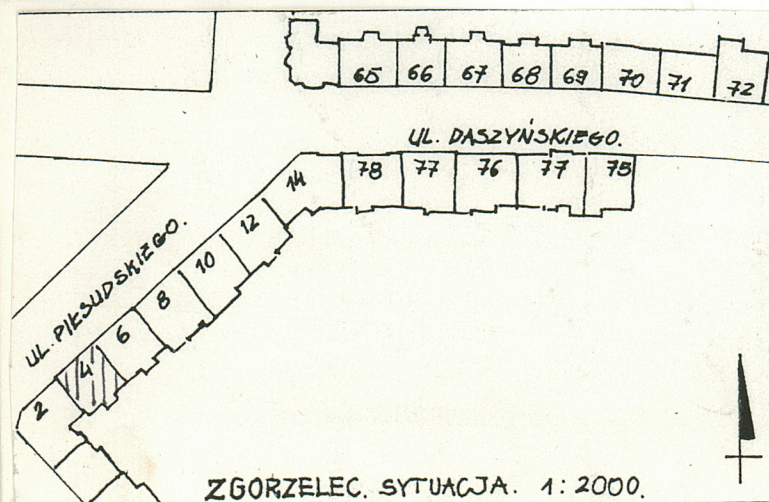 65 66 67 68 69 70 71 72
UL. DASZYŃSKIEGO.
78 77 76 77 75
14
12
10
8
6
4
2
UL. PIŁSUDSKIEGO.
ZGORZELEC. SYTUACJA. 1:2000.